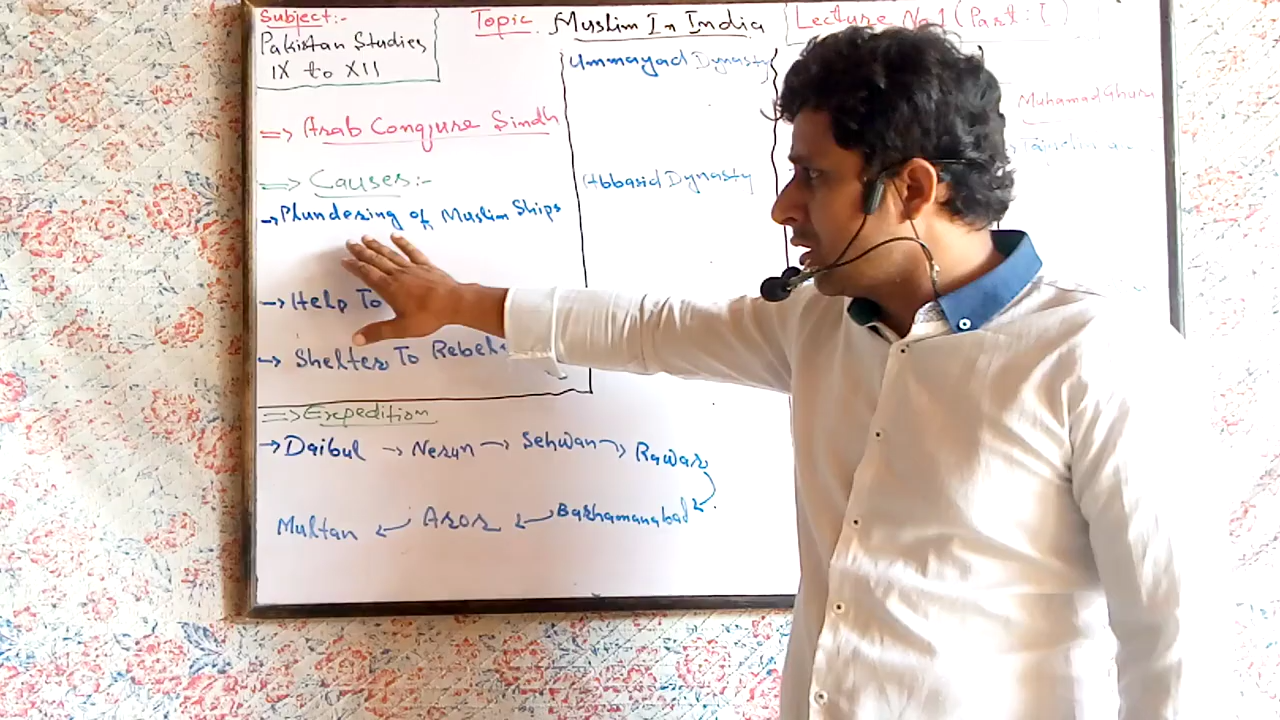 Subject:-
Pakistan Studies
IX to XII
Topic. Muslim In India
Lecture No 1 (Part: I)
=> Arab Conqure Sindh
=> Causes:-
→ Plundering of Muslim Ships
→ Help To
→ Shelter To Rebels
Ummayad Dynasty
Abbasid Dynasty
Muhamad Ghuri
=> Expedition
→ Daibul → Nerun → Sehwan → Rawar
Multan ← Aror ← Barhamanabad